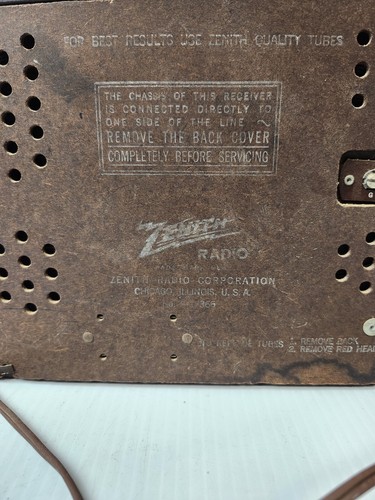 FOR BEST RESULTS USE ZENITH QUALITY TUBES
THE CHASSIS OF THIS RECEIVER
IS CONNECTED DIRECTLY TO
ONE SIDE OF THE LINE
REMOVE THE BACK COVER
COMPLETELY BEFORE SERVICING
ZENITH
RADIO
ZENITH RADIO CORPORATION
CHICAGO, ILLINOIS, U. S. A.
TUBES 1. REMOVE BACK
2. REMOVE RED HEA